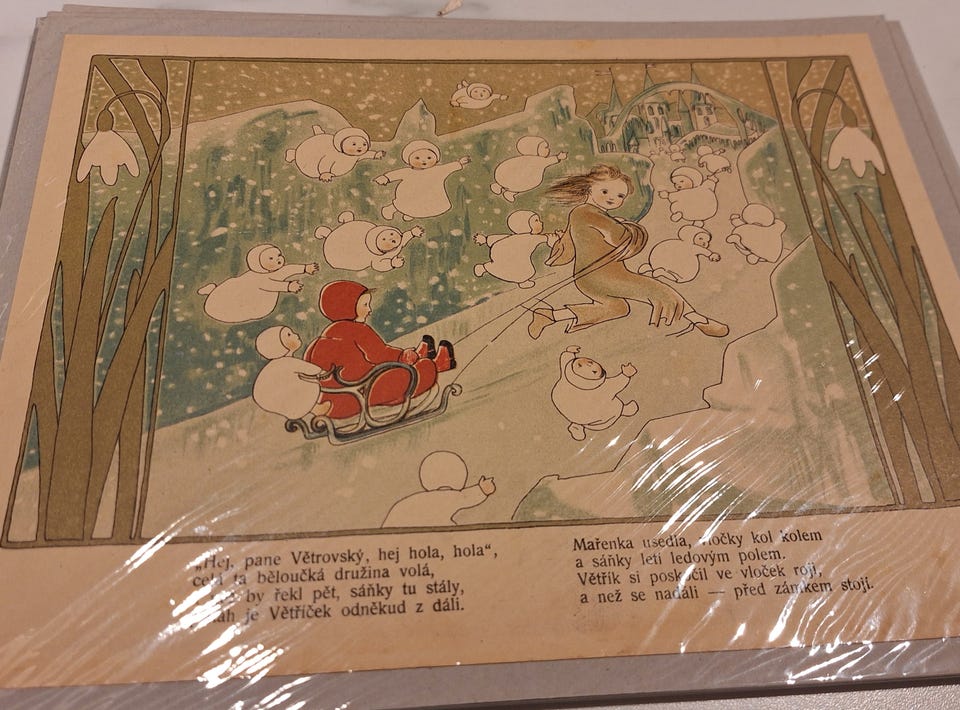 „Hej, pane Větrovský, hej hola, hola“,
ta běloučká družina volá,
by řekl pět, sáňky tu stály,
je Větříček odněkud z dáli.
Mařenka usedla, vločky kol kolem
a sáňky letí ledovým polem.
Větřík si poskočil ve vloček roji,
a než se nadáli — před zámkem stojí.